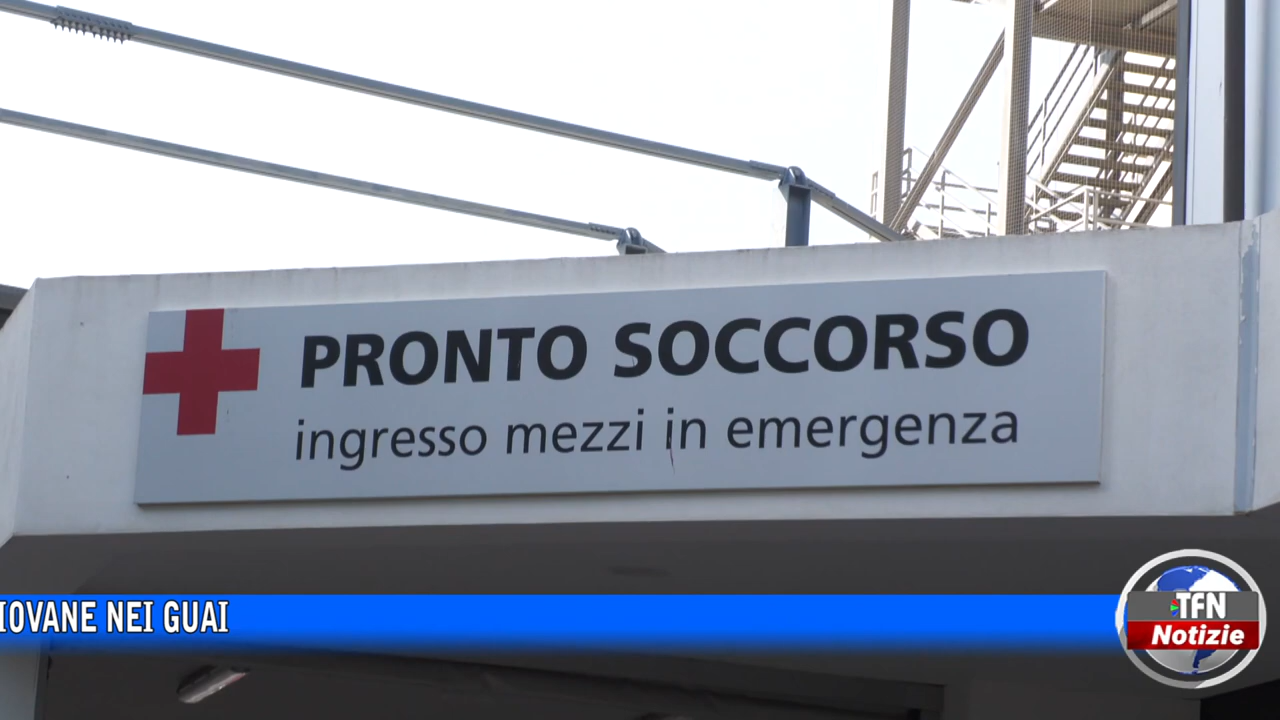 PRONTO SOCCORSO
ingresso mezzi in emergenza
IOVANE NEI GUAI
TFN
Notizie